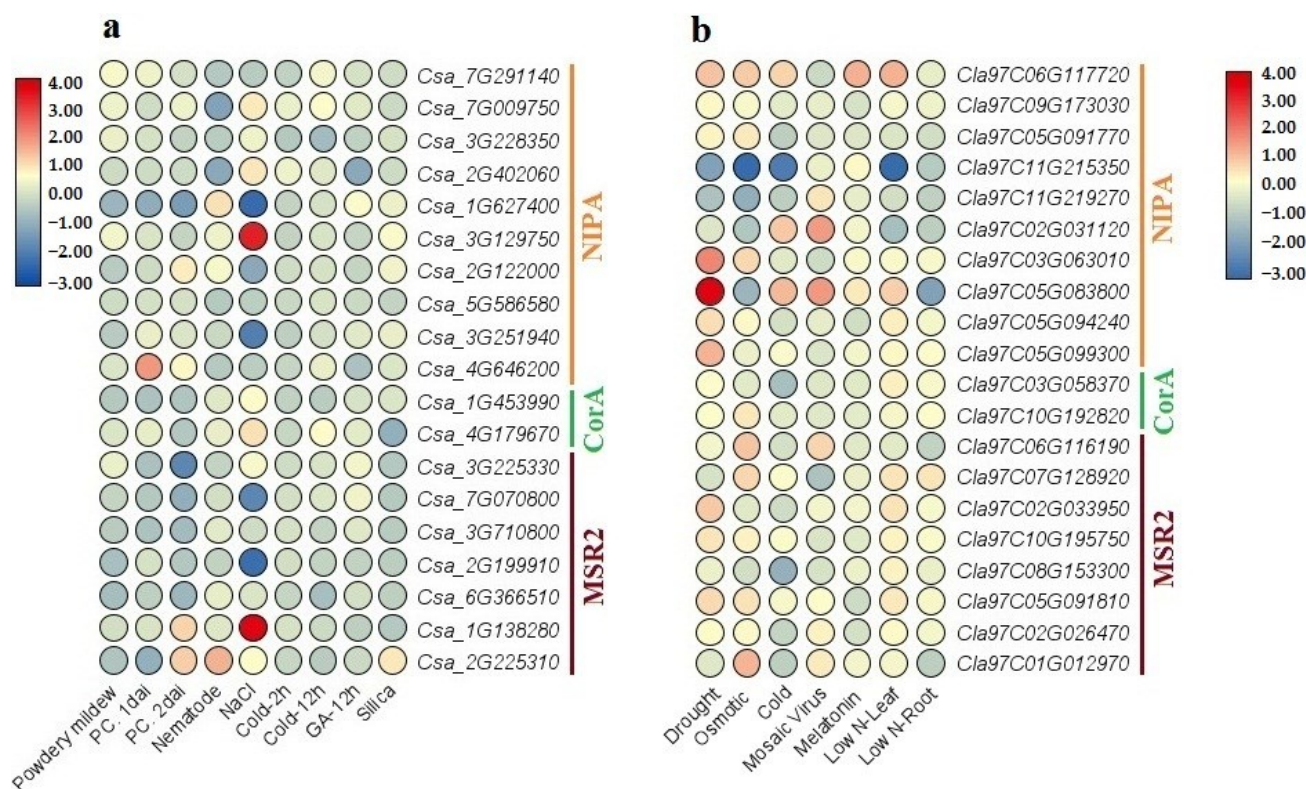 a
4.00
3.00
2.00
1.00
0.00
−1.00
−2.00
−3.00
Csa_7G291140
Csa_7G009750
Csa_3G228350
Csa_2G402060
Csa_1G627400
Csa_3G129750
Csa_2G122000
Csa_5G586580
Csa_3G251940
Csa_4G646200
Csa_1G453990
Csa_4G179670
Csa_3G225330
Csa_7G070800
Csa_3G710800
Csa_2G199910
Csa_6G366510
Csa_1G138280
Csa_2G225310
NIPA
CorA
MSR2
Powdery mildew
PC. 1dai
PC. 2dai
Nematode
NaCl
Cold-2h
Cold-12h
GA-12h
Silica
b
Cla97C06G117720
Cla97C09G173030
Cla97C05G091770
Cla97C11G215350
Cla97C11G219270
Cla97C02G031120
Cla97C03G063010
Cla97C05G083800
Cla97C05G094240
Cla97C05G099300
Cla97C03G058370
Cla97C10G192820
Cla97C06G116190
Cla97C07G128920
Cla97C02G033950
Cla97C10G195750
Cla97C08G153300
Cla97C05G091810
Cla97C02G026470
Cla97C01G012970
NIPA
CorA
MSR2
Drought
Osmotic
Cold
Mosaic Virus
Melatonin
Low N-Leaf
Low N-Root
4.00
3.00
2.00
1.00
0.00
−1.00
−2.00
−3.00